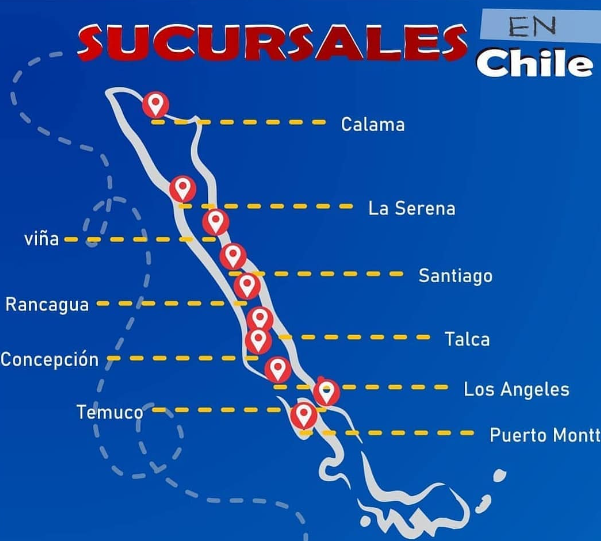 SUCURSALES EN
Chile
Calama
La Serena
viña
Santiago
Rancagua
Talca
Concepción
Los Angeles
Temuco
Puerto Montt